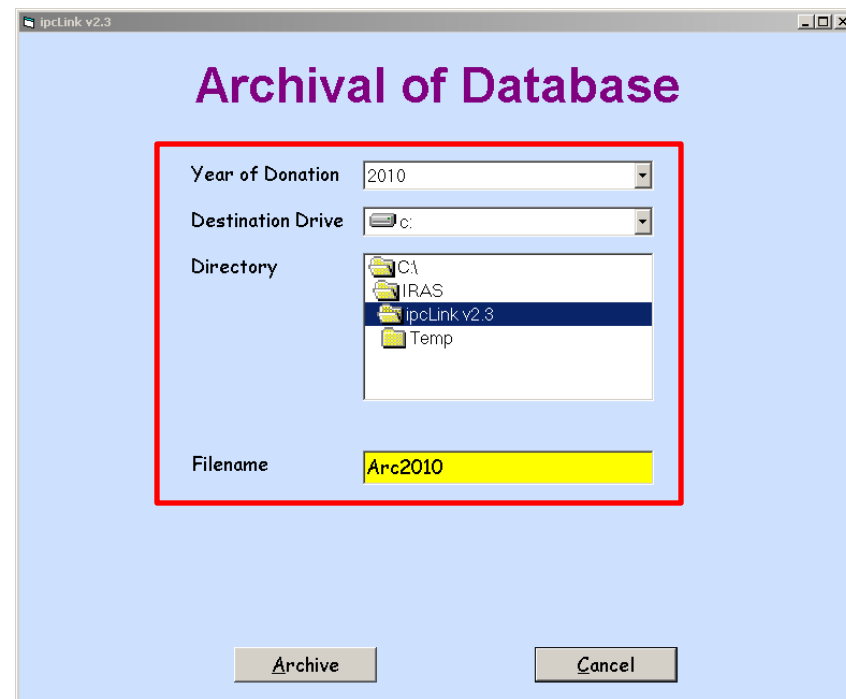 ipcLink v2.3
Archival of Database
Year of Donation 2010
Destination Drive c:
Directory C:\
IRAS
ipcLink v2.3
Temp
Filename Arc2010
Archive Cancel